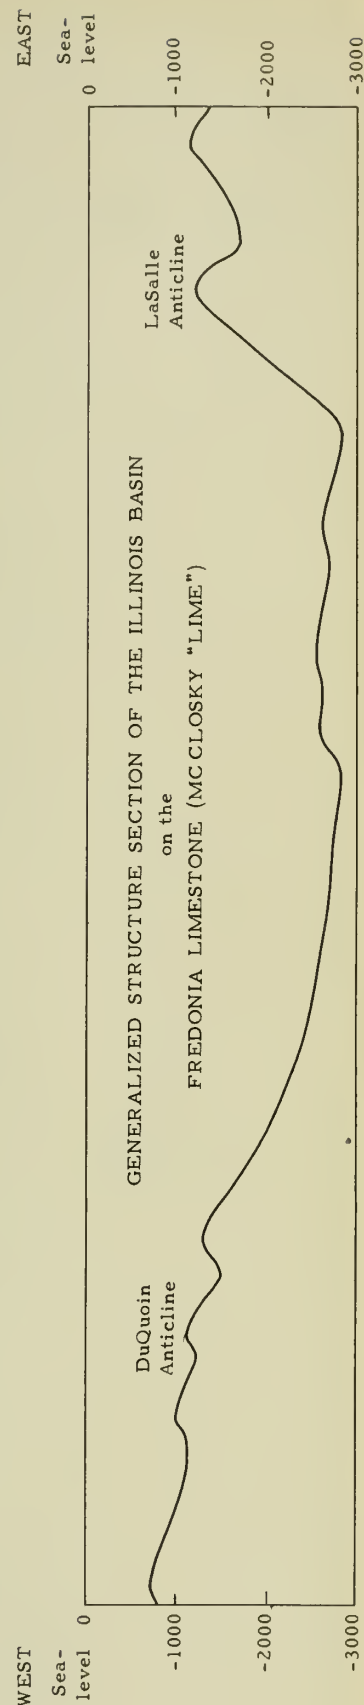 WEST
Sea-
level
0
-1000
-2000
-3000
DuQuoin
Anticline
GENERALIZED STRUCTURE SECTION OF THE ILLINOIS BASIN
on the
FREDONIA LIMESTONE (MC CLOSKY "LIME")
LaSalle
Anticline
EAST
Sea-
level
0
-1000
-2000
-3000